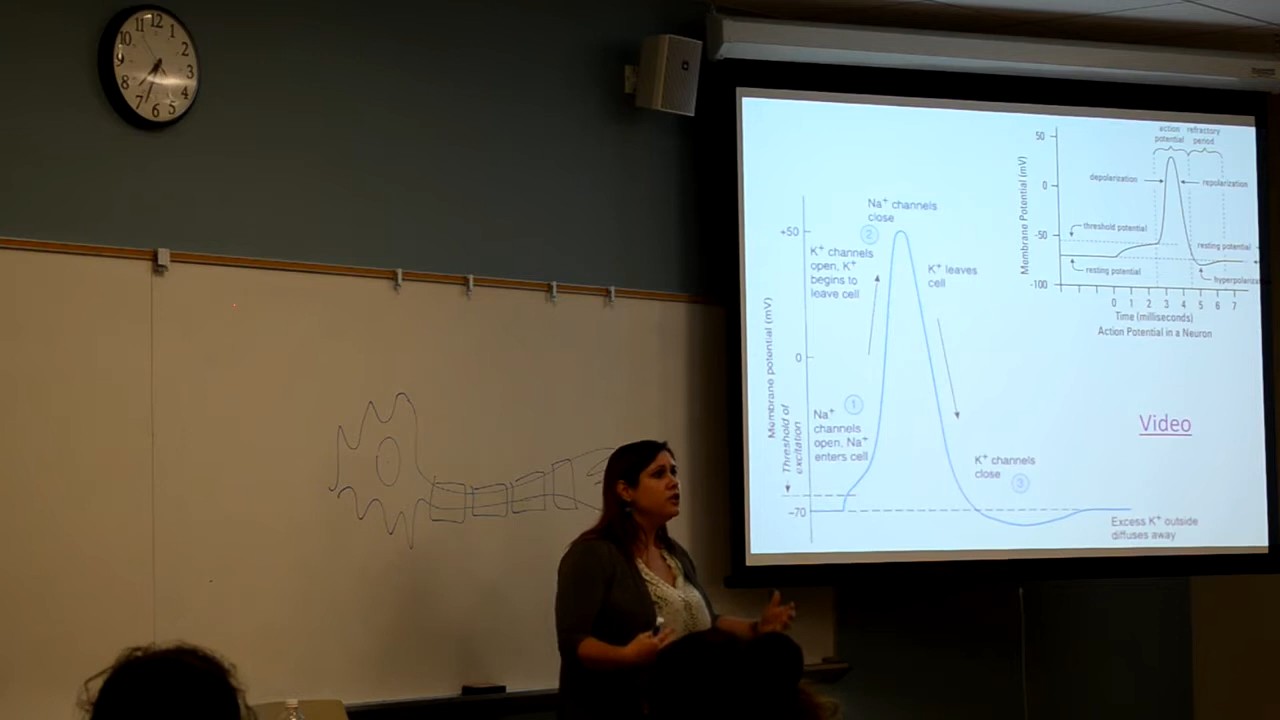 12
11
1
10
2
9
3
8
4
7
5
6
Na+ channels
close
2
+50
K+ channels
open, K+
begins to
leave cell
K+ leaves
cell
Membrane potential (mV)
0
1
Na+
channels
open, Na+
enters cell
Threshold of
excitation
K+ channels
close
3
-70
Excess K+ outside
diffuses away
action
potential
refractory
period
50
depolarization
repolarization
0
Membrane Potential (mV)
threshold potential
-50
resting potential
resting potential
-100
0 1 2 3 4 5 6 7
Time (milliseconds)
Action Potential in a Neuron
Video